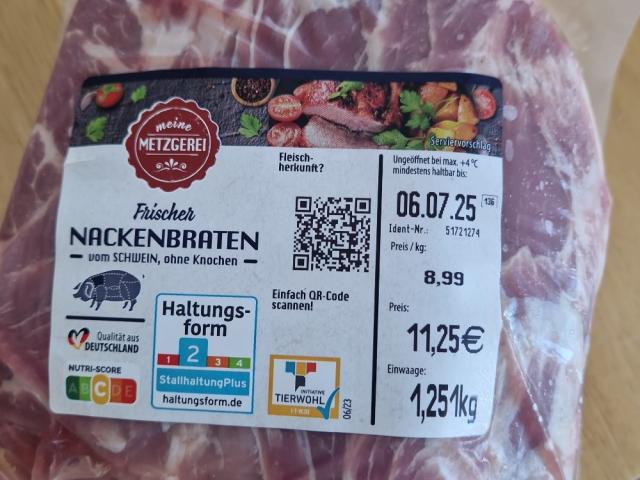 meine
METZGEREI
Serviervorschlag
Fleisch-
herkunft?
Ungeöffnet bei max. +4°C
mindestens haltbar bis:
06.07.25 136
Ident-Nr.: 51721274
Preis / kg:
8,99
Frischer
NACKENBRATEN
vom SCHWEIN, ohne Knochen
Einfach QR-Code
scannen!
Preis:
11,25€
Einwaage:
1,251kg
Qualität aus
DEUTSCHLAND
NUTRI-SCORE
A B C D E
Haltungs-
form
1 2 3 4
StallhaltungPlus
haltungsform.de
INITIATIVE
TIERWOHL
06/23